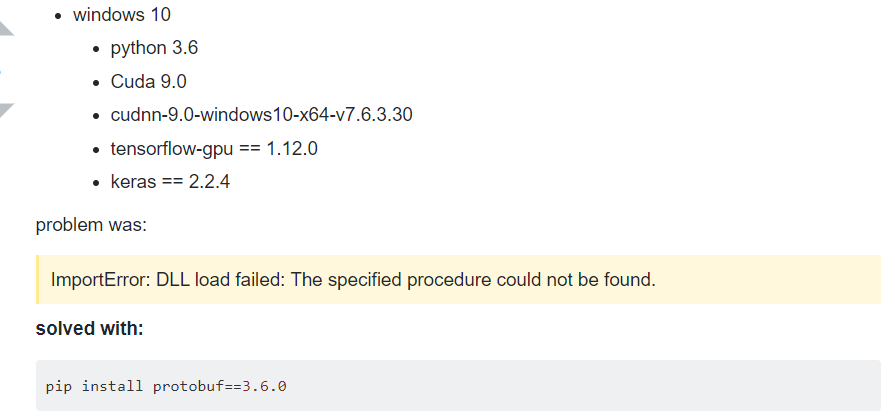 windows 10
python 3.6
Cuda 9.0
cudnn-9.0-windows10-x64-v7.6.3.30
tensorflow-gpu == 1.12.0
keras == 2.2.4
problem was:
ImportError: DLL load failed: The specified procedure could not be found.
solved with:
pip install protobuf==3.6.0